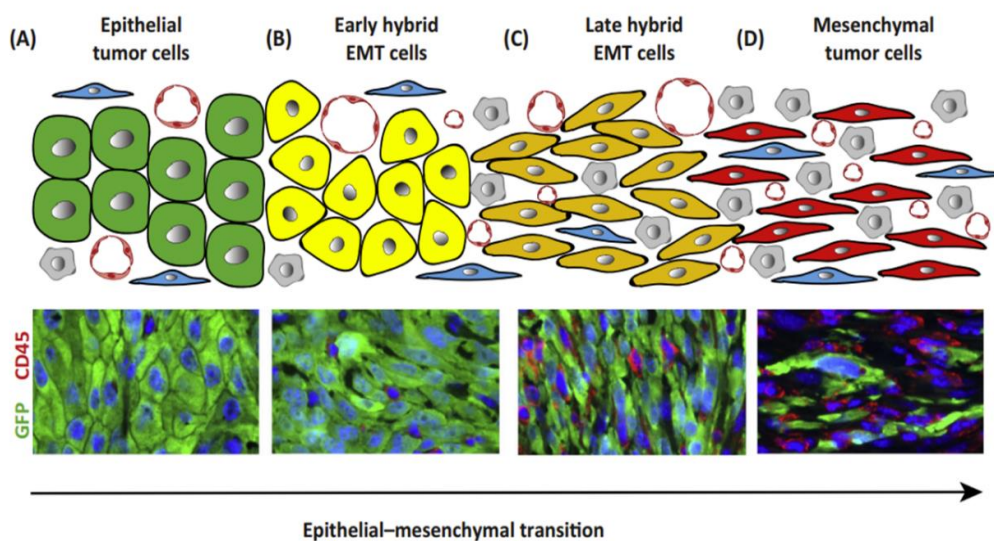 (A) Epithelial tumor cells
(B) Early hybrid EMT cells
(C) Late hybrid EMT cells
(D) Mesenchymal tumor cells
GFP CD45
Epithelial–mesenchymal transition